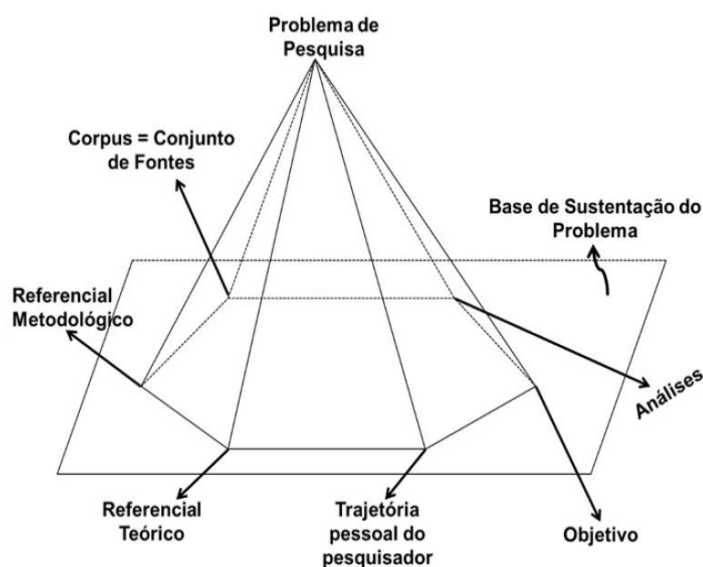 Problema de
Pesquisa
Corpus = Conjunto
de Fontes
Base de Sustentação do
Problema
Referencial
Metodológico
Análises
Referencial
Teórico
Trajetória
pessoal do
pesquisador
Objetivo